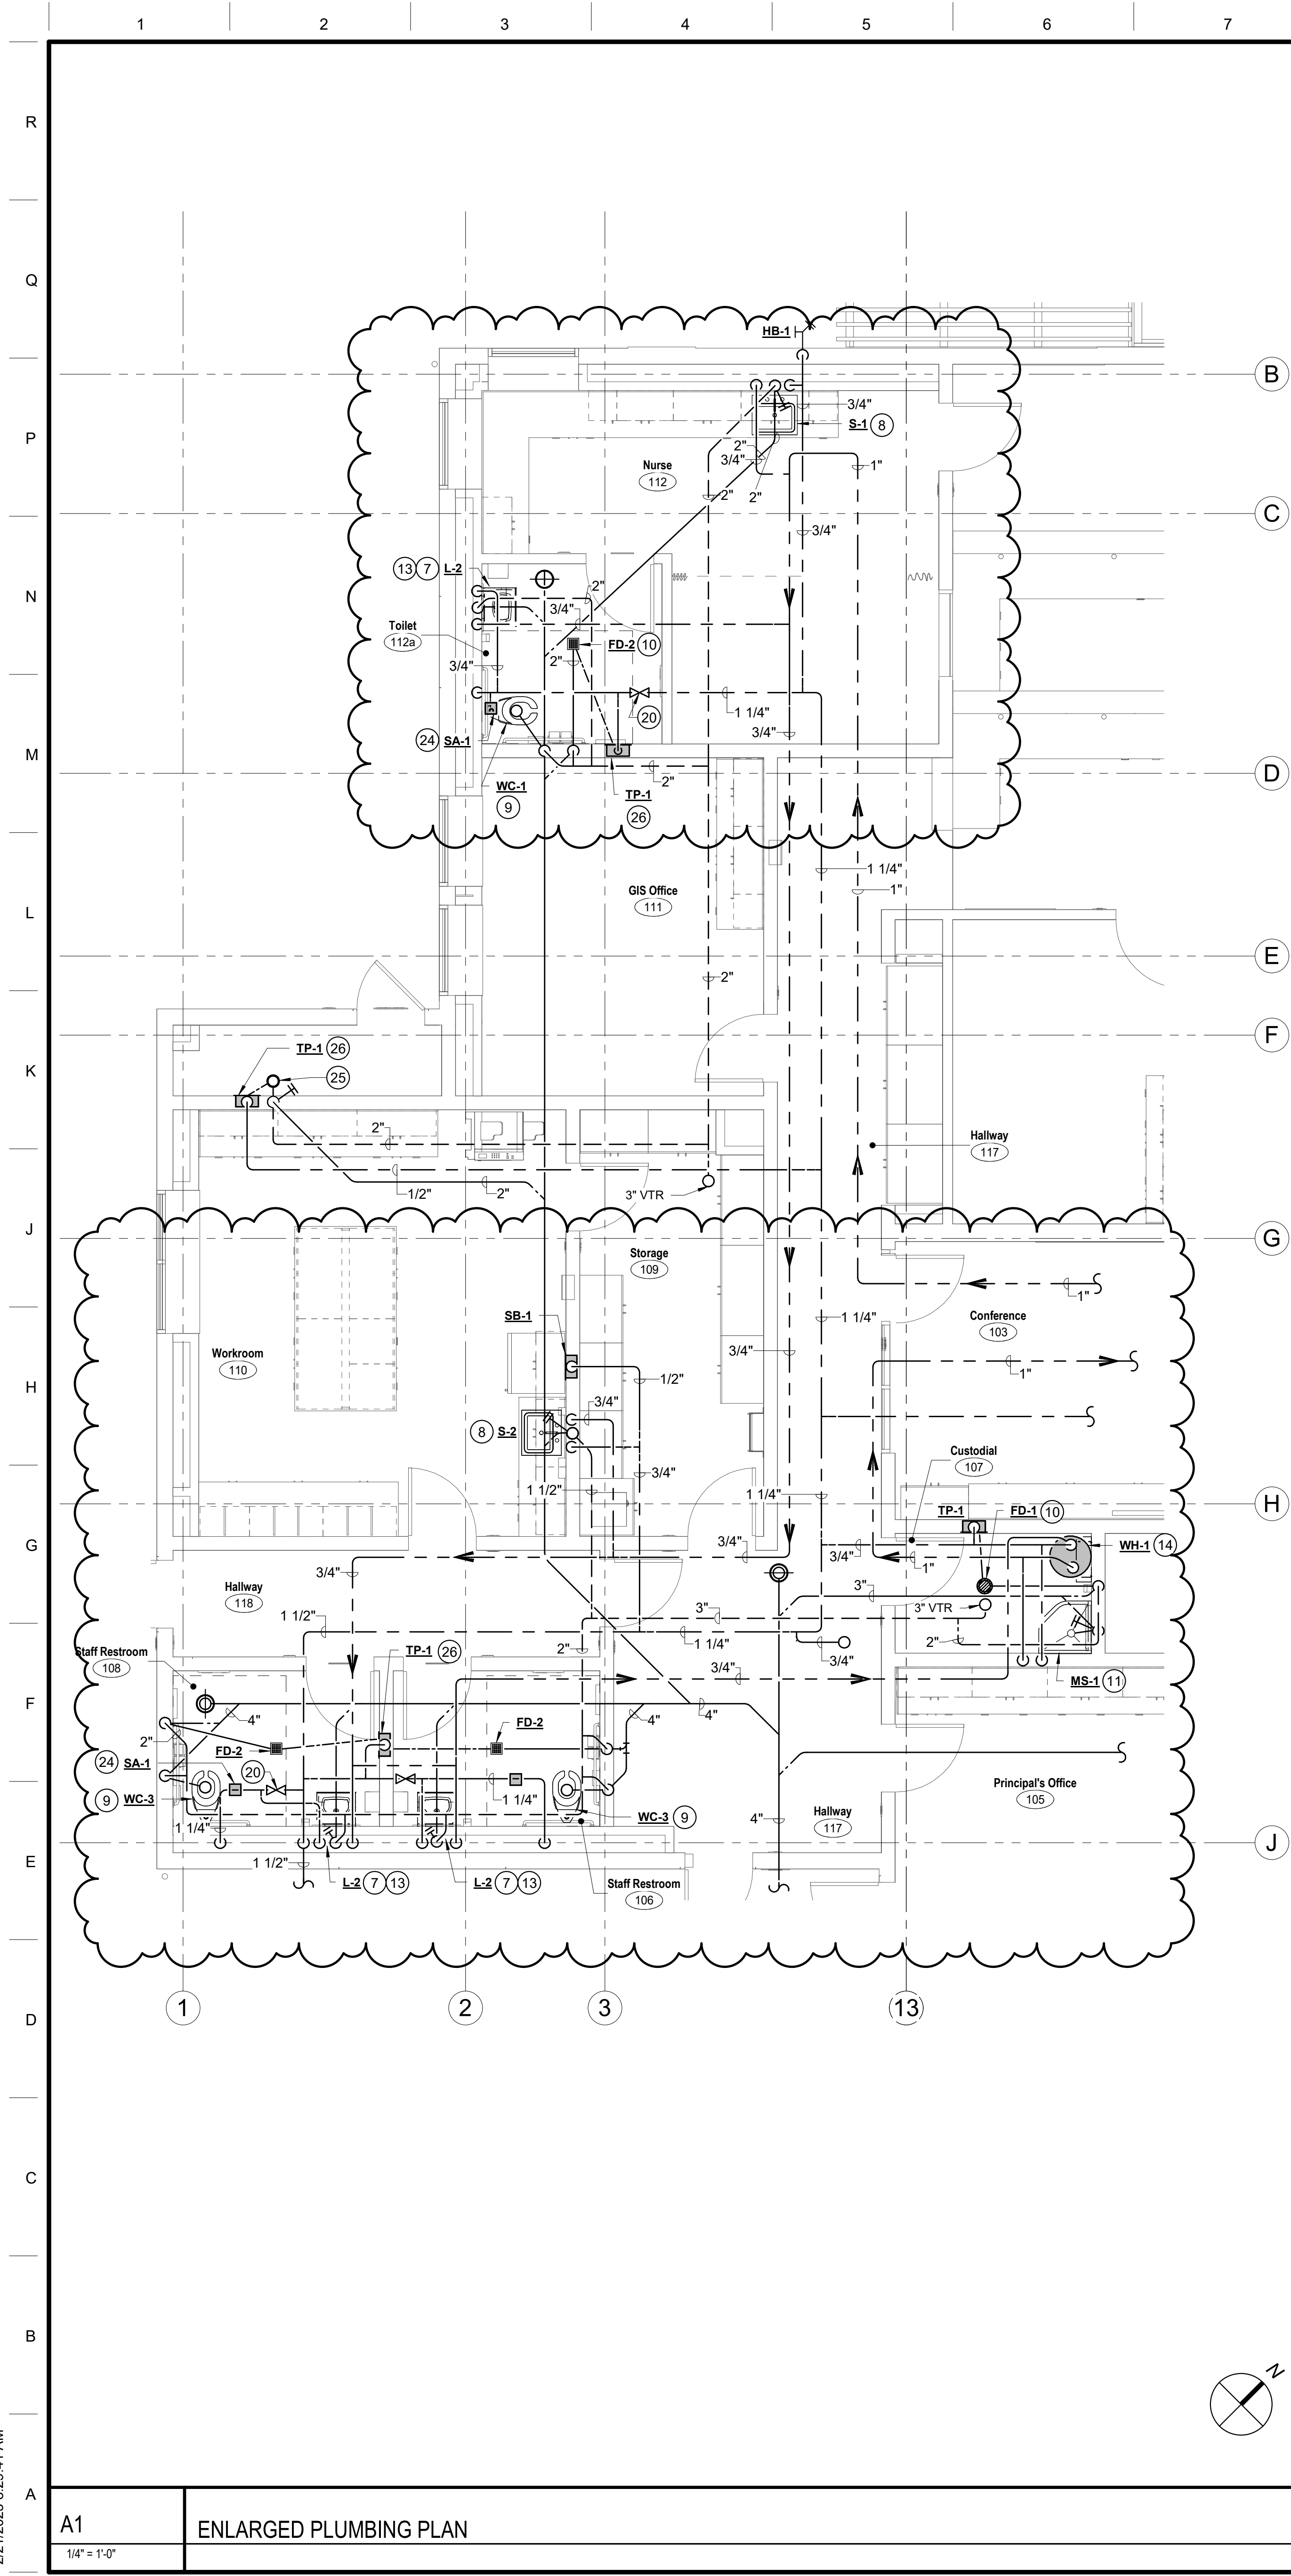 1 2 3 4 5 6 7
R
Q
HB-1
B
3/4"
P
S-1 8
2"
3/4"
1"
Nurse
112
2"
2"
C
3/4"
13 7 L-2
N
2"
3/4"
Toilet
112a
FD-2 10
2"
3/4"
1 1/4"
20
3/4"
24 SA-1
M
D
2"
WC-1
9
TP-1
26
1 1/4"
1"
GIS Office
111
L
E
2"
F
TP-1 26
K
25
2"
Hallway
117
1/2"
2"
3" VTR
J
G
Storage
109
1"
SB-1
1 1/4"
Conference
103
Workroom
110
3/4"
1"
H
1/2"
3/4"
8 S-2
Custodial
107
3/4"
1 1/2"
1 1/4"
H
TP-1
FD-1 10
G
3/4"
WH-1 14
3/4"
1"
3/4"
Hallway
118
3"
3" VTR
3"
1 1/2"
2"
2"
1 1/4"
TP-1 26
Staff Restroom
108
3/4"
3/4"
MS-1 11
F
4"
4"
4"
FD-2
2"
FD-2
24 SA-1
20
Principal's Office
105
9 WC-3
1 1/4"
WC-3 9
Hallway
117
1 1/4"
4"
J
E
1 1/2"
L-2 7 13
L-2 7 13
Staff Restroom
106
D
1
2
3
13
C
B
N
A
A1
ENLARGED PLUMBING PLAN
1/4" = 1'-0"